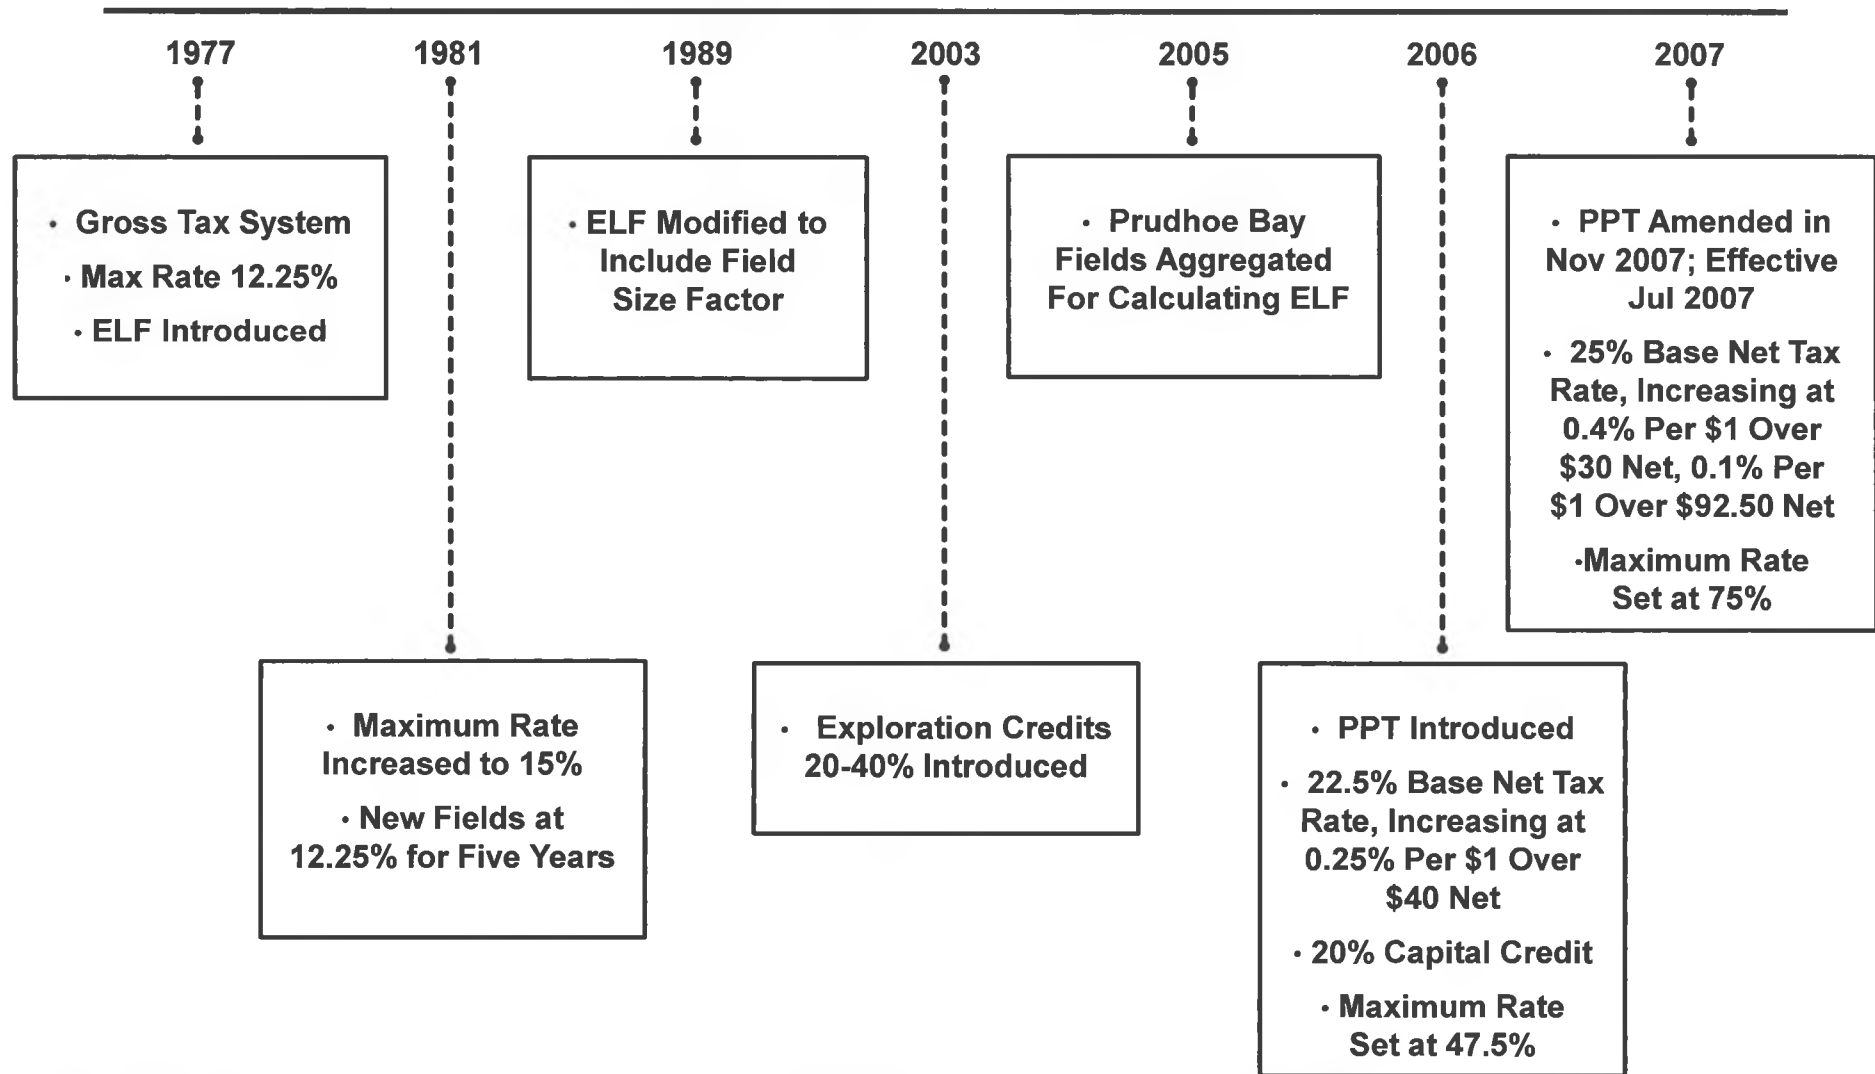 1977
1981
1989
2003
2005
2006
2007
· Gross Tax System
· Max Rate 12.25%
· ELF Introduced
· Maximum Rate
Increased to 15%
· New Fields at
12.25% for Five Years
· ELF Modified to
Include Field
Size Factor
· Exploration Credits
20-40% Introduced
· Prudhoe Bay
Fields Aggregated
For Calculating ELF
· PPT Introduced
· 22.5% Base Net Tax
Rate, Increasing at
0.25% Per $1 Over
$40 Net
· 20% Capital Credit
· Maximum Rate
Set at 47.5%
· PPT Amended in
Nov 2007; Effective
Jul 2007
· 25% Base Net Tax
Rate, Increasing at
0.4% Per $1 Over
$30 Net, 0.1% Per
$1 Over $92.50 Net
·Maximum Rate
Set at 75%